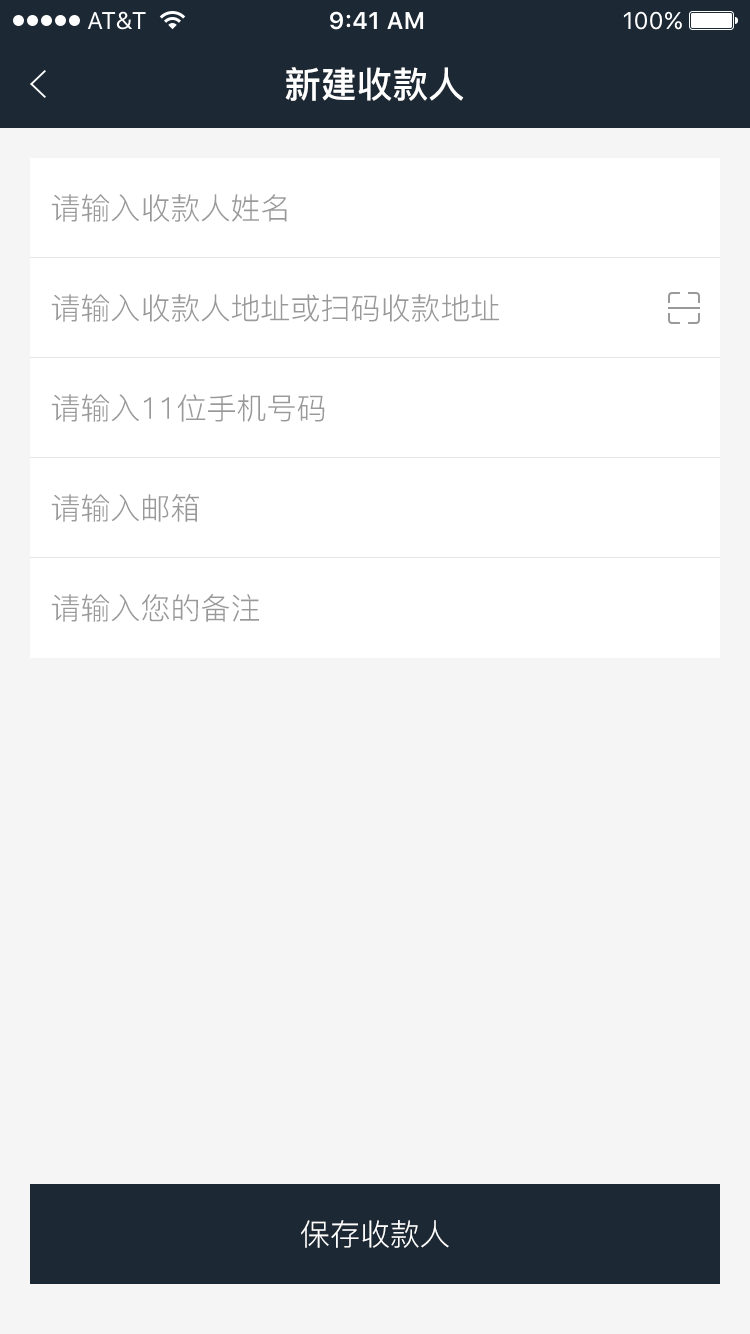 AT&T 9:41 AM 100%
新建收款人
请输入收款人姓名
请输入收款人地址或扫码收款地址
请输入11位手机号码
请输入邮箱
请输入您的备注
保存收款人